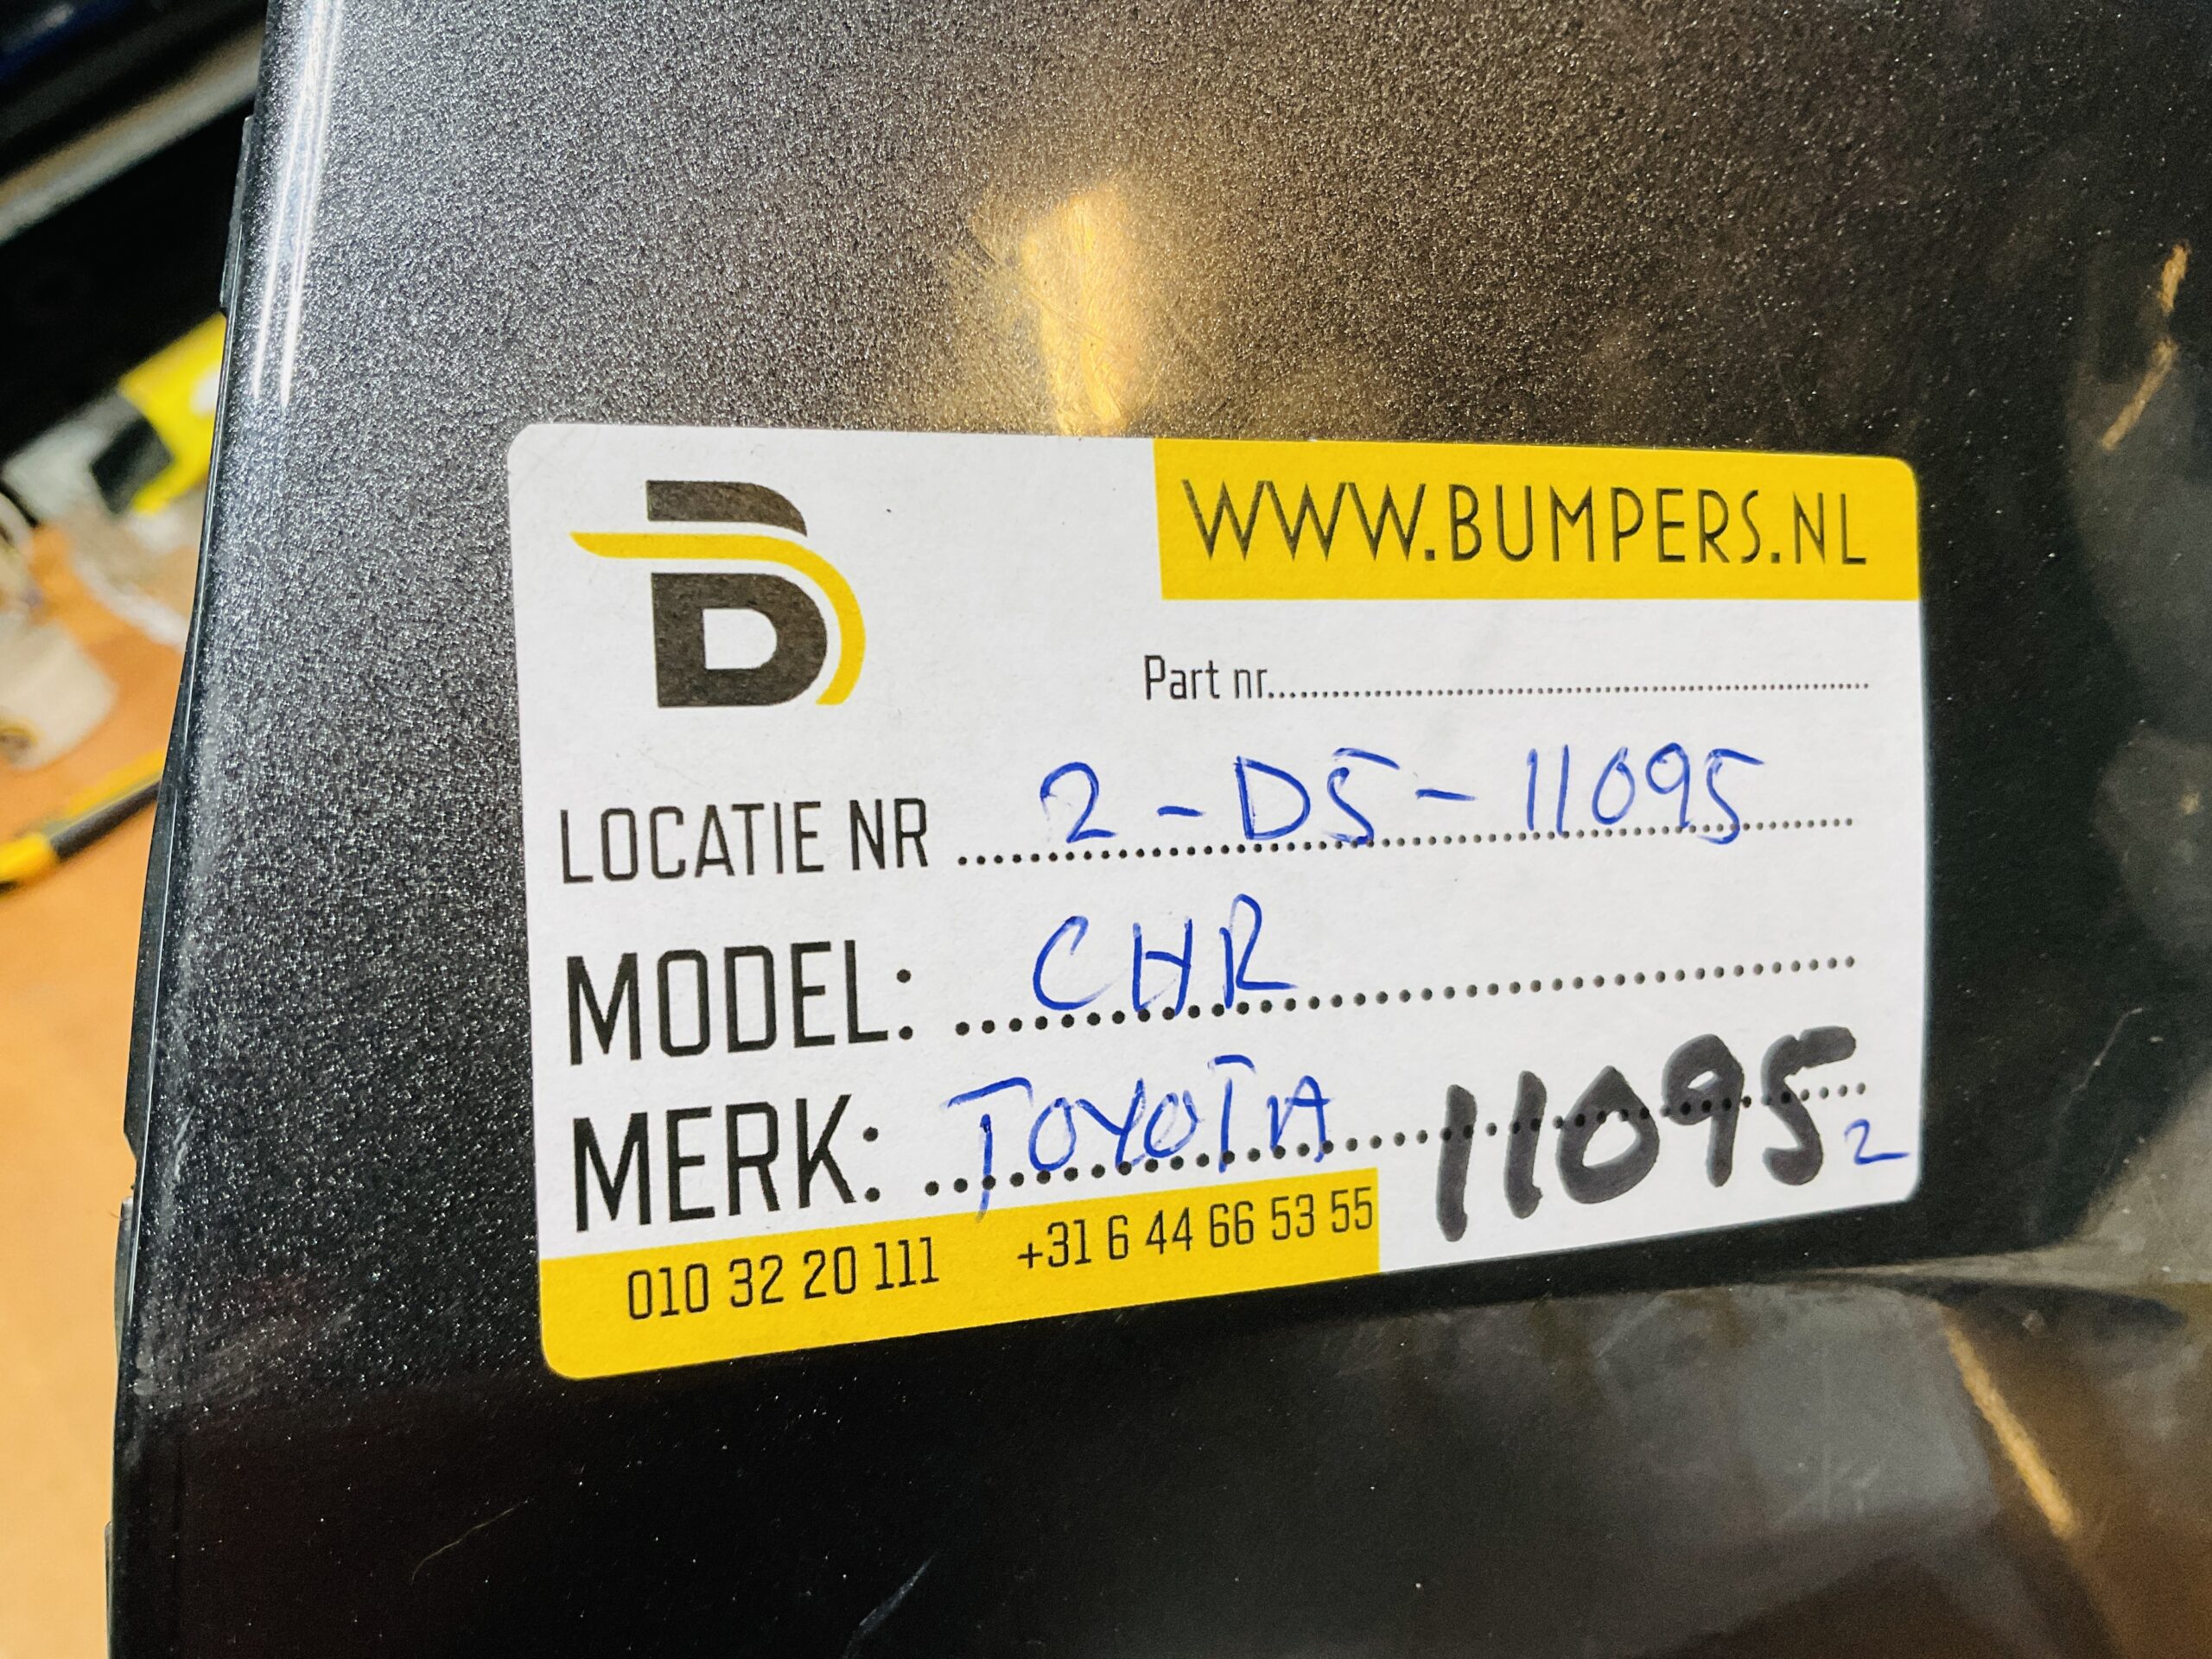 B
WWW.BUMPERS.NL
Part nr..............................
LOCATIE NR 2-D5-11095
MODEL: CHR
MERK: TOYOTA 11095 2
010 32 20 111 +31 6 44 66 53 55